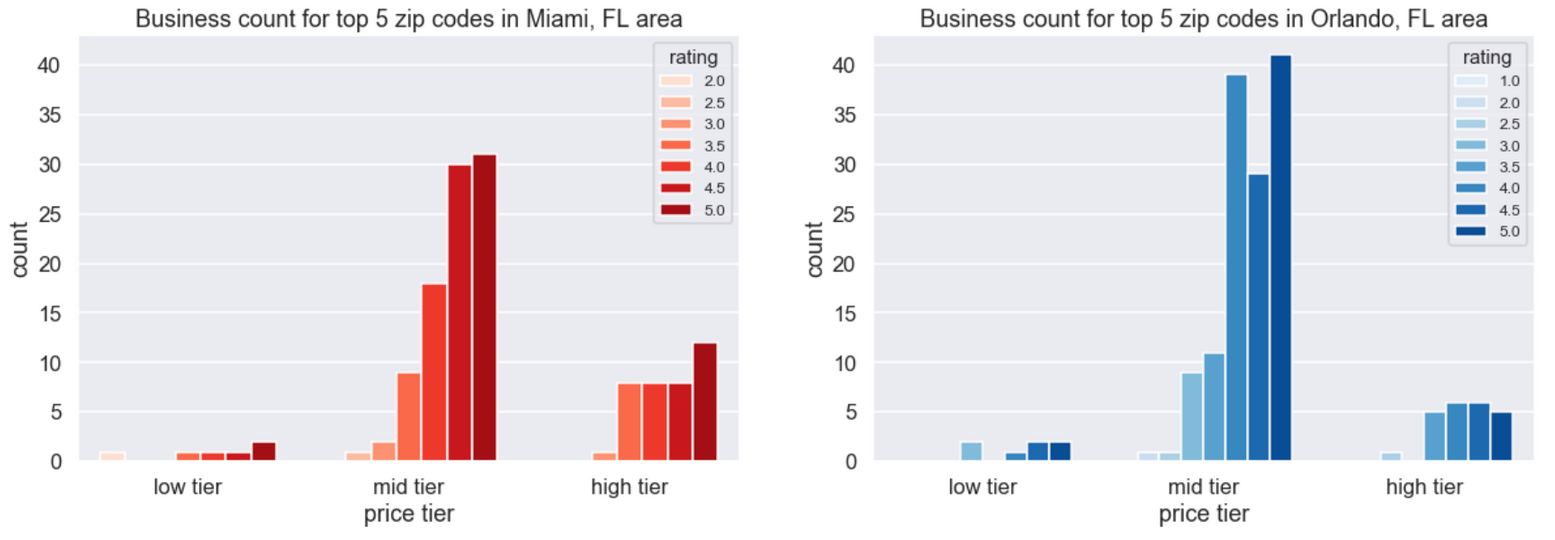 Business count for top 5 zip codes in Miami, FL area
40
35
30
25
20
15
10
5
0
count
rating
2.0
2.5
3.0
3.5
4.0
4.5
5.0
low tier
mid tier
high tier
price tier
Business count for top 5 zip codes in Orlando, FL area
40
35
30
25
20
15
10
5
0
count
rating
1.0
2.0
2.5
3.0
3.5
4.0
4.5
5.0
low tier
mid tier
high tier
price tier